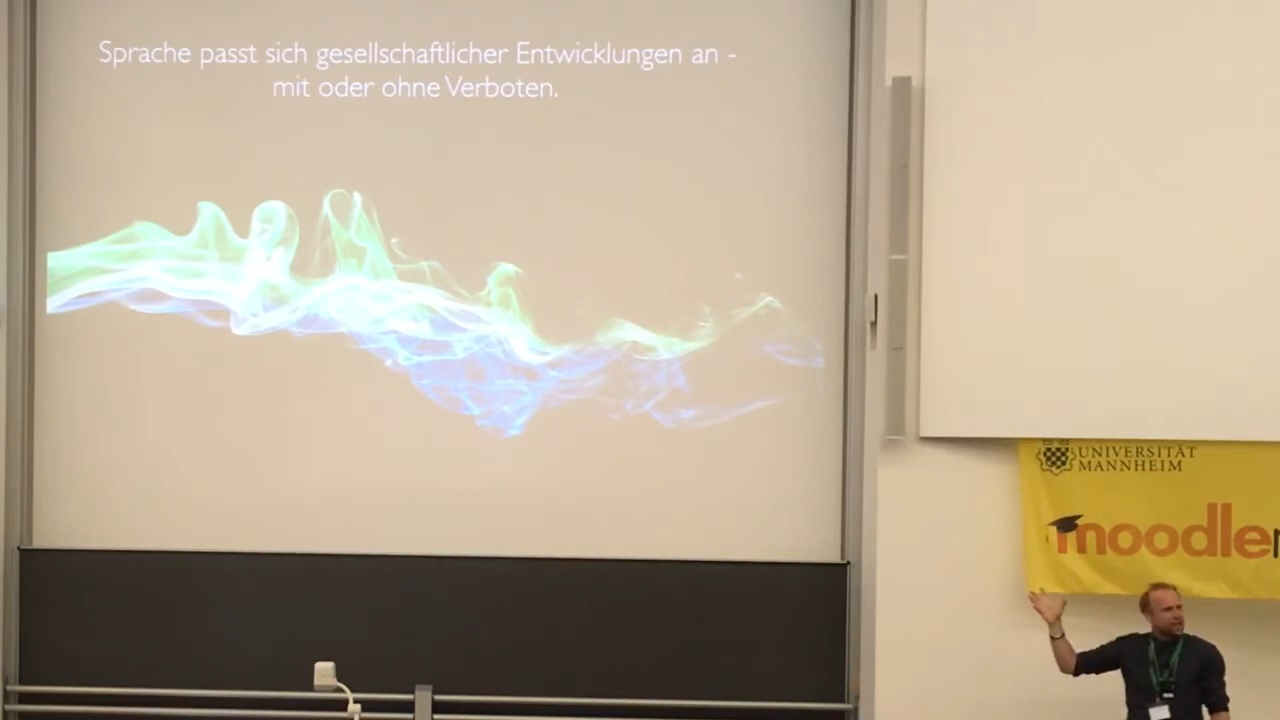 Sprache passt sich gesellschaftlicher Entwicklungen an -
mit oder ohne Verboten.
UNIVERSITÄT
MANNHEIM
moodle